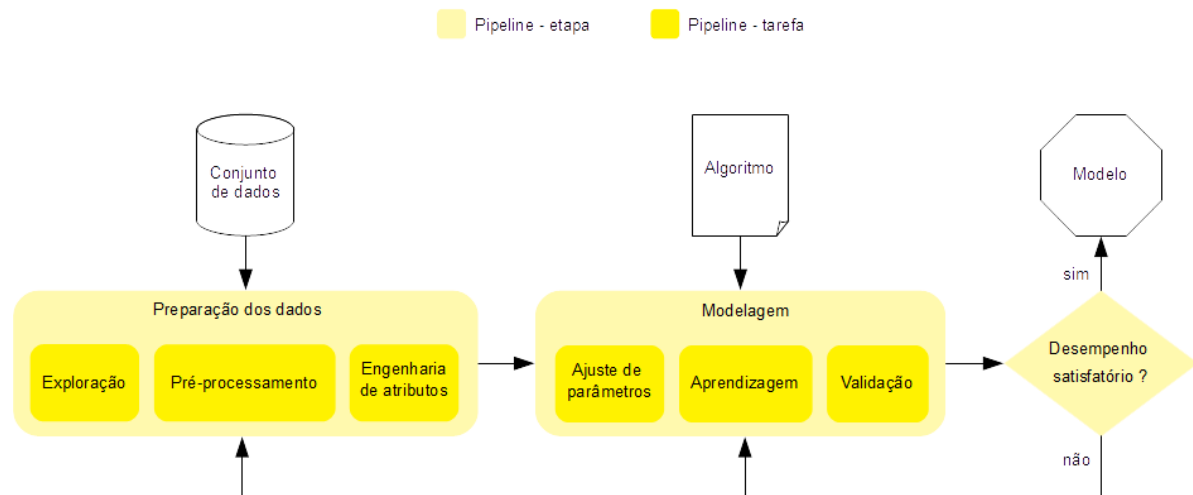 Pipeline - etapa
Pipeline - tarefa
Conjunto
de dados
Algoritmo
Modelo
sim
Preparação dos dados
Exploração
Pré-processamento
Engenharia
de atributos
Modelagem
Ajuste de
parâmetros
Aprendizagem
Validação
Desempenho
satisfatório ?
não